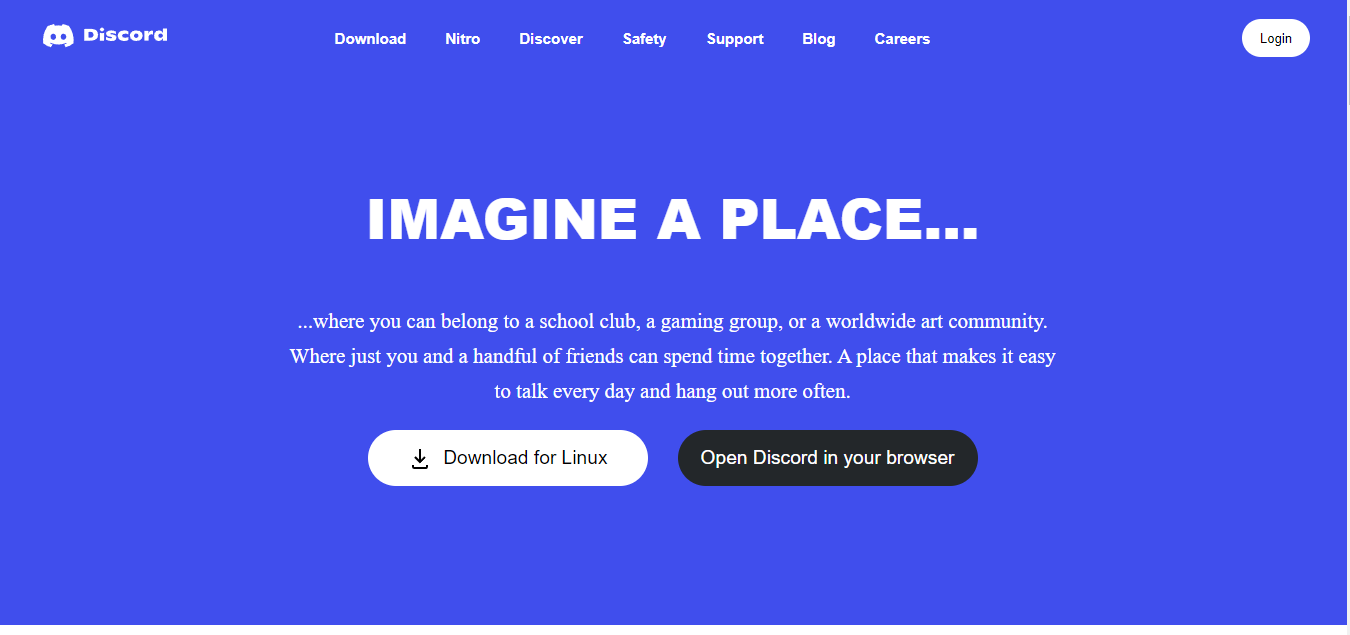 Discord
Download Nitro Discover Safety Support Blog Careers
Login
IMAGINE A PLACE...
...where you can belong to a school club, a gaming group, or a worldwide art community.
Where just you and a handful of friends can spend time together. A place that makes it easy
to talk every day and hang out more often.
Download for Linux
Open Discord in your browser